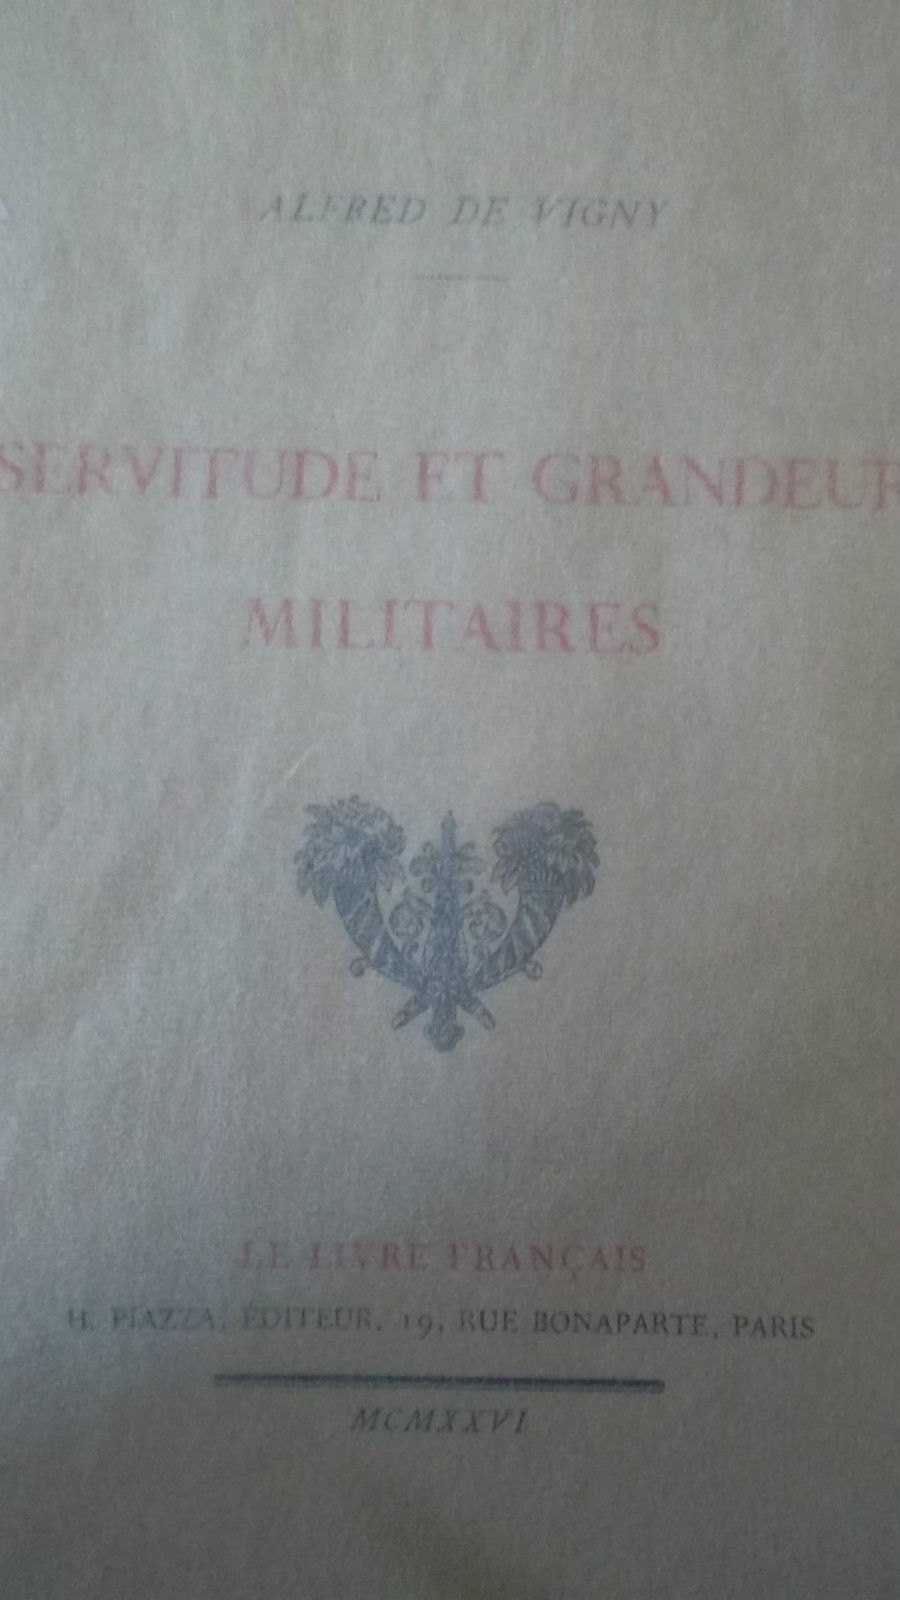 ALFRED DE VIGNY
SERVITUDE ET GRANDEUR
MILITAIRES
LE LIVRE FRANÇAIS
H. PIAZZA, ÉDITEUR, 19, RUE BONAPARTE, PARIS
MCMXXVI